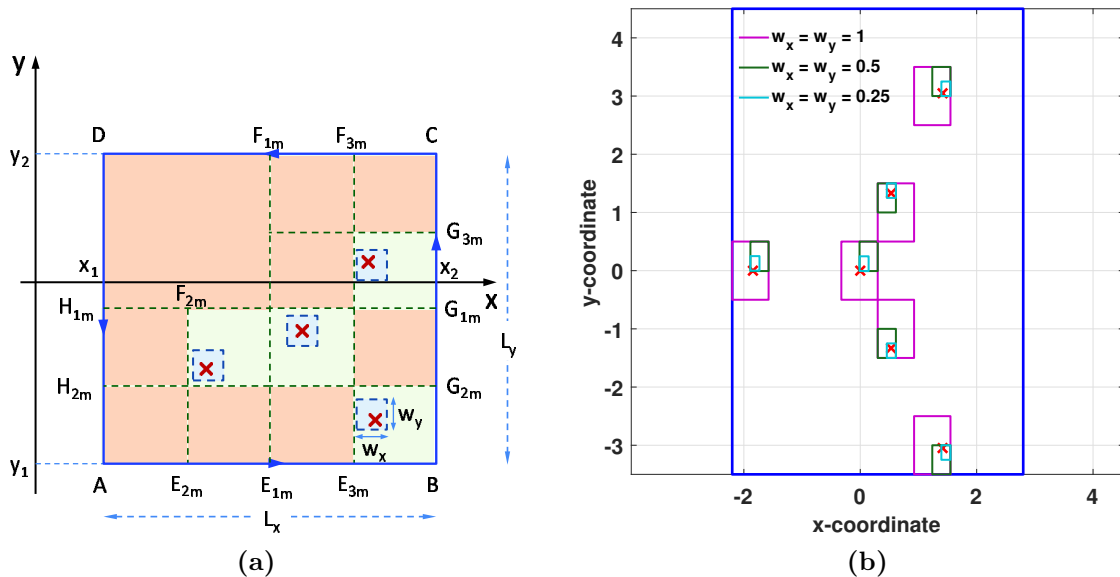 y
D F1m F3m C
y2
G3m
x1 x2
F2m x
H1m G1m
Ly
H2m G2m
wy
wx
y1
A E2m E1m E3m B
Lx
(a)
wx = wy = 1
wx = wy = 0.5
wx = wy = 0.25
4
3
2
1
0
-1
-2
-3
y-coordinate
-2 0 2 4
x-coordinate
(b)